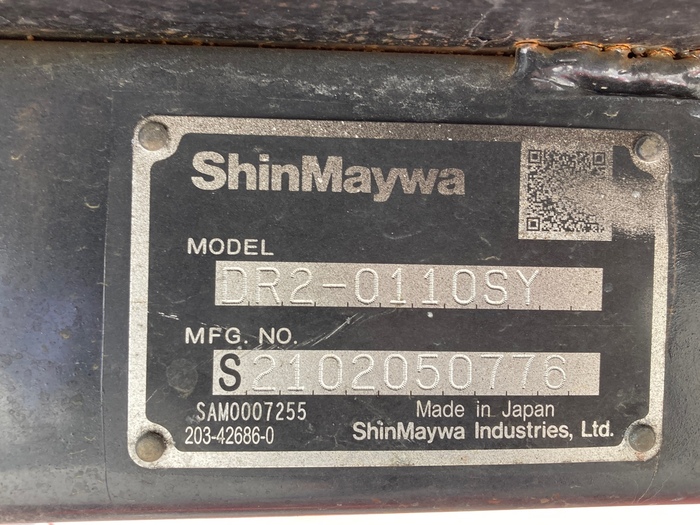 ShinMaywa
MODEL
DR2-0110SY
MFG. NO.
S2102050776
SAM0007255
203-42686-0
Made in Japan
ShinMaywa Industries, Ltd.